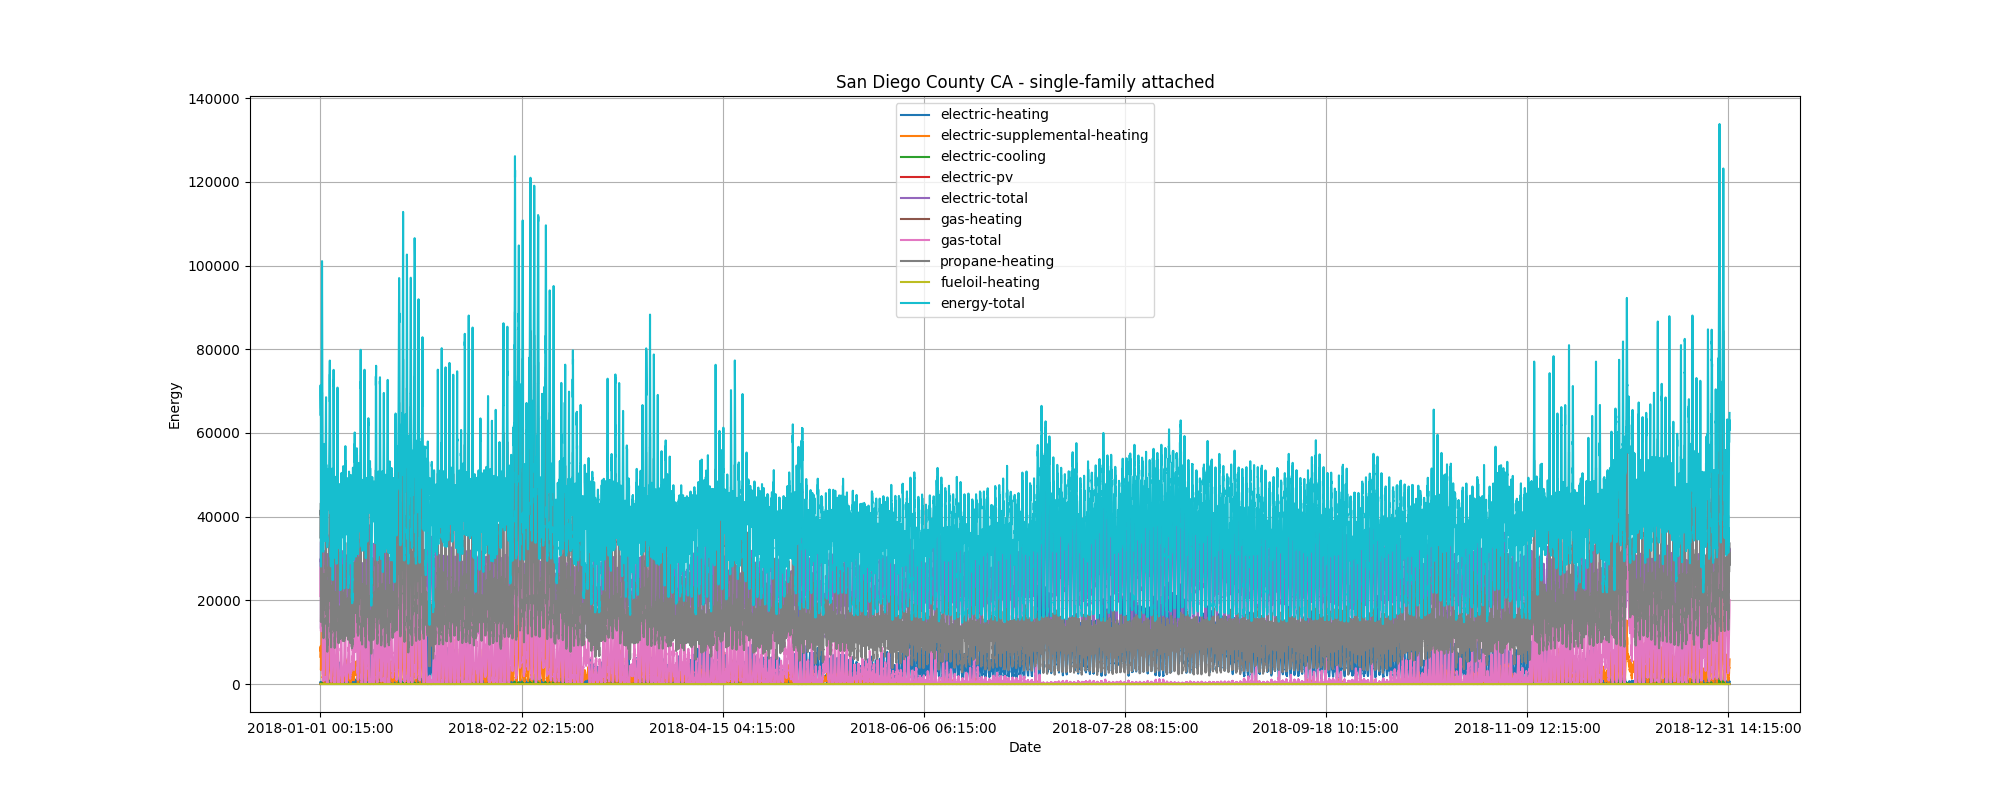 San Diego County CA - single-family attached
140000
120000
100000
80000
60000
40000
20000
0
Energy
electric-heating
electric-supplemental-heating
electric-cooling
electric-pv
electric-total
gas-heating
gas-total
propane-heating
fueloil-heating
energy-total
2018-01-01 00:15:00
2018-02-22 02:15:00
2018-04-15 04:15:00
2018-06-06 06:15:00
2018-07-28 08:15:00
2018-09-18 10:15:00
2018-11-09 12:15:00
2018-12-31 14:15:00
Date